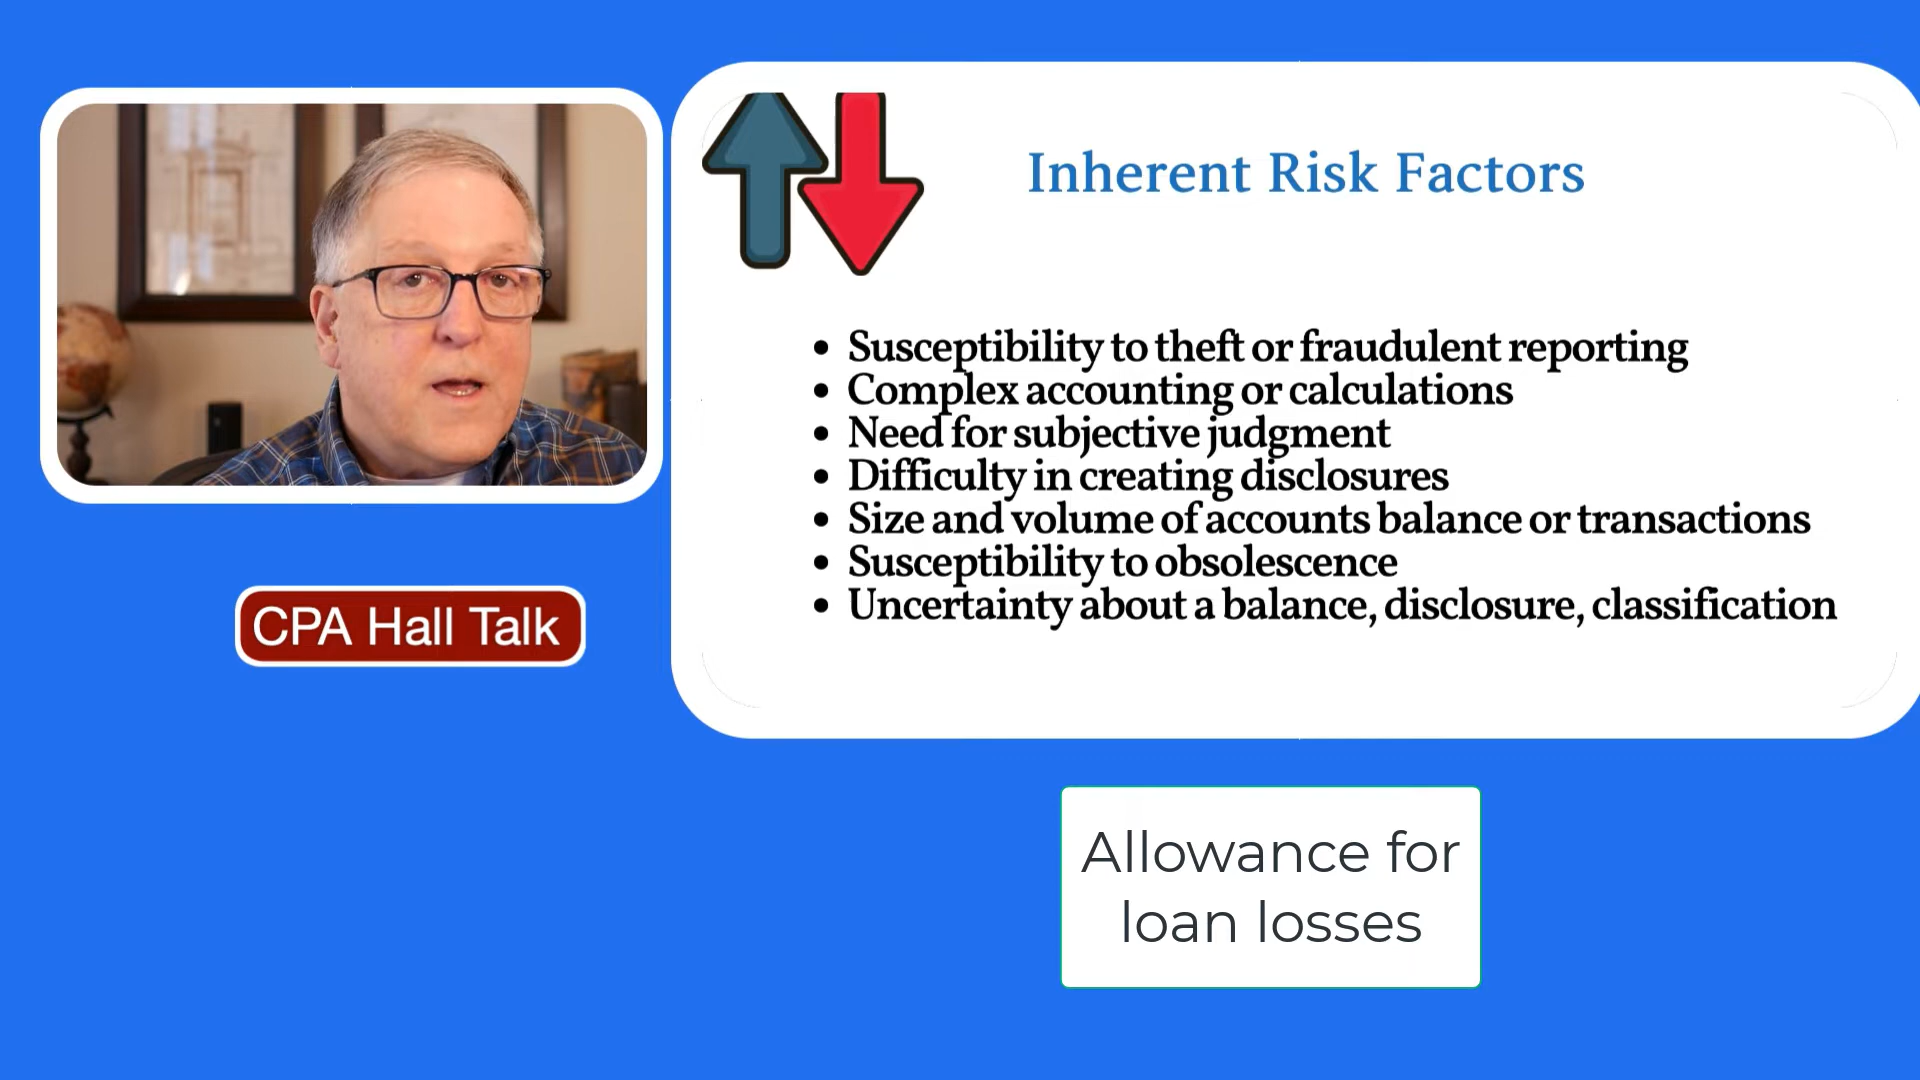 Inherent Risk Factors
• Susceptibility to theft or fraudulent reporting
• Complex accounting or calculations
• Need for subjective judgment
• Difficulty in creating disclosures
• Size and volume of accounts balance or transactions
• Susceptibility to obsolescence
• Uncertainty about a balance, disclosure, classification
CPA Hall Talk
Allowance for
loan losses